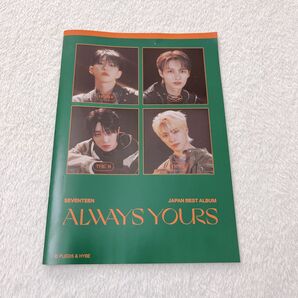 SEVENTEEN
JAPAN BEST ALBUM
ALWAYS YOURS
© PLEDIS & HYBE